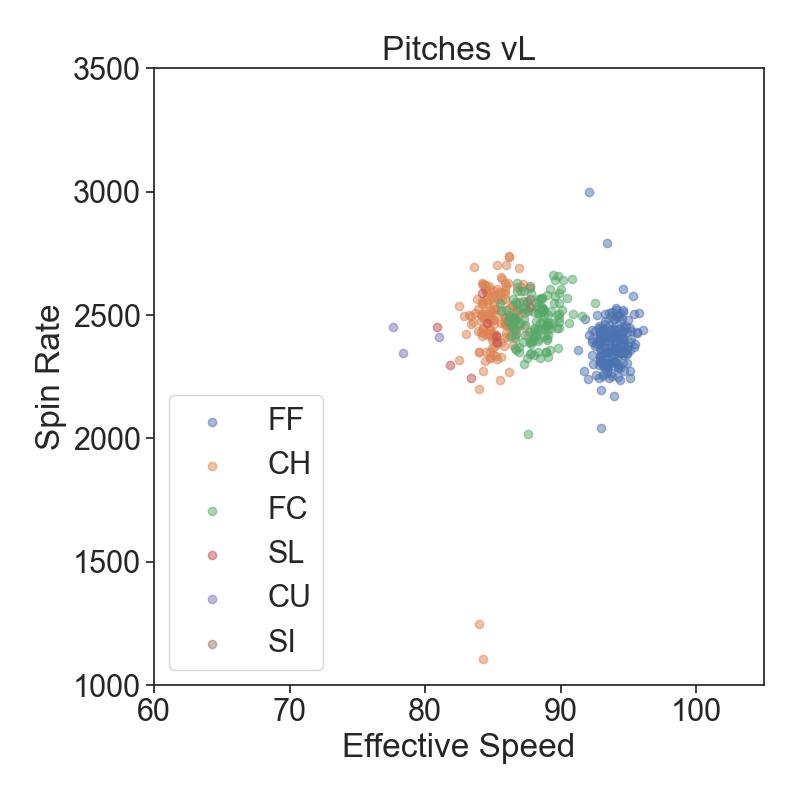 Pitches vL
3500
3000
2500
2000
1500
1000
Spin Rate
FF
CH
FC
SL
CU
SI
60 70 80 90 100
Effective Speed